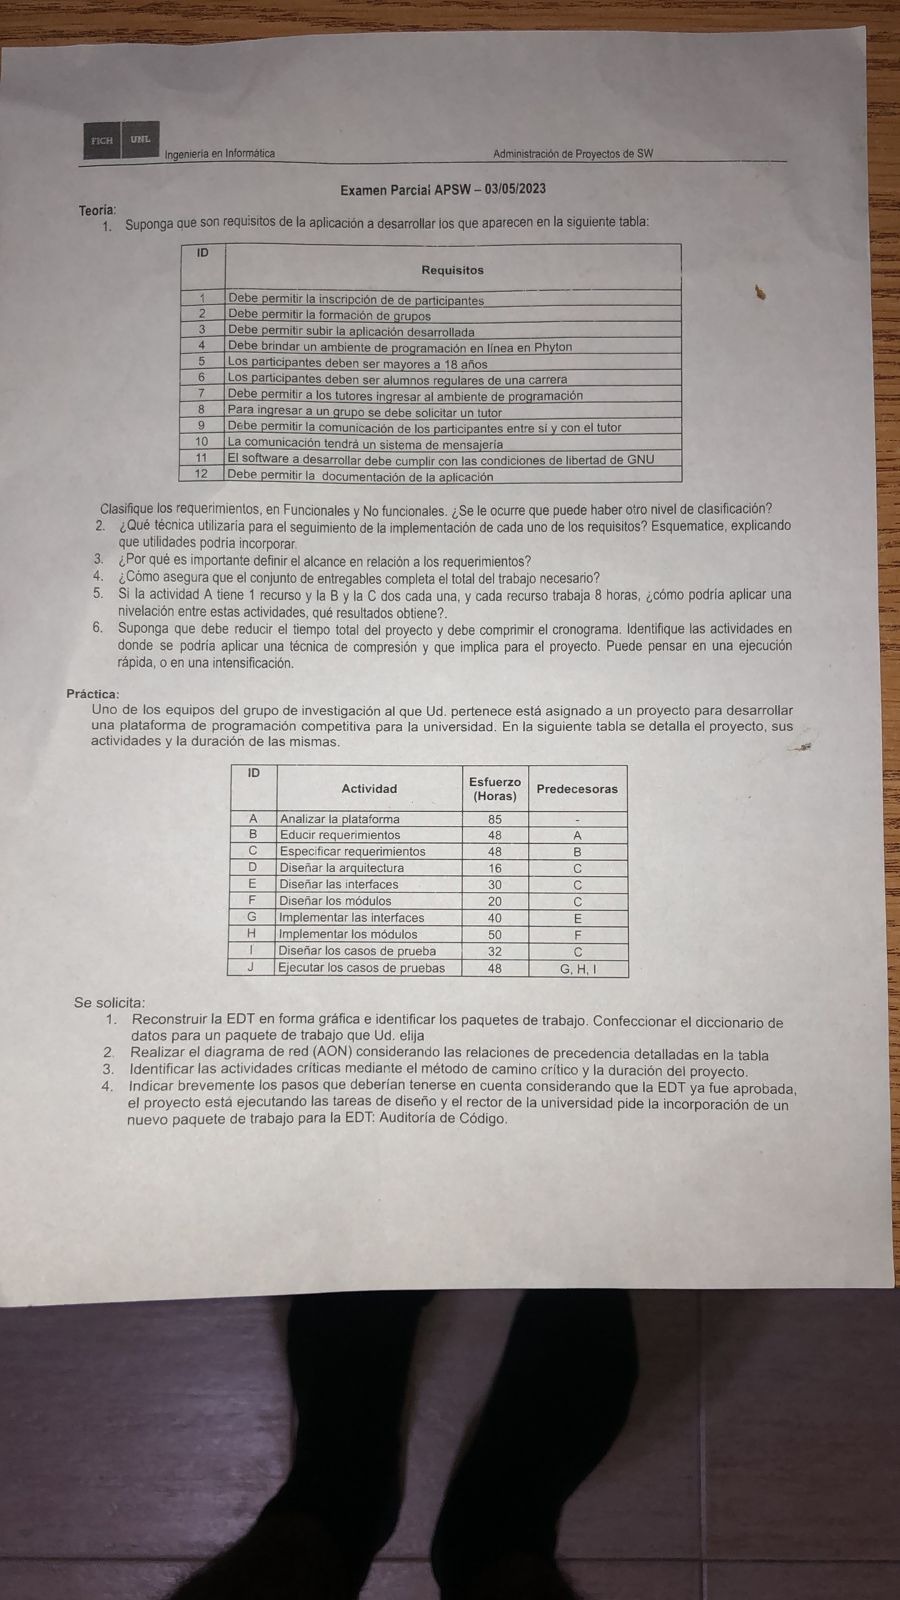 FICH UNL
Ingeniería en Informática Administración de Proyectos de SW
Examen Parcial APSW – 03/05/2023
Teoría:
1. Suponga que son requisitos de la aplicación a desarrollar los que aparecen en la siguiente tabla:
ID Requisitos
1 Debe permitir la inscripción de de participantes
2 Debe permitir la formación de grupos
3 Debe permitir subir la aplicación desarrollada
4 Debe brindar un ambiente de programación en línea en Phyton
5 Los participantes deben ser mayores a 18 años
6 Los participantes deben ser alumnos regulares de una carrera
7 Debe permitir a los tutores ingresar al ambiente de programación
8 Para ingresar a un grupo se debe solicitar un tutor
9 Debe permitir la comunicación de los participantes entre sí y con el tutor
10 La comunicación tendrá un sistema de mensajería
11 El software a desarrollar debe cumplir con las condiciones de libertad de GNU
12 Debe permitir la documentación de la aplicación
Clasifique los requerimientos, en Funcionales y No funcionales. ¿Se le ocurre que puede haber otro nivel de clasificación?
2. ¿Qué técnica utilizaría para el seguimiento de la implementación de cada uno de los requisitos? Esquematice, explicando
que utilidades podría incorporar.
3. ¿Por qué es importante definir el alcance en relación a los requerimientos?
4. ¿Cómo asegura que el conjunto de entregables completa el total del trabajo necesario?
5. Si la actividad A tiene 1 recurso y la B y la C dos cada una, y cada recurso trabaja 8 horas, ¿cómo podría aplicar una
nivelación entre estas actividades, qué resultados obtiene?.
6. Suponga que debe reducir el tiempo total del proyecto y debe comprimir el cronograma. Identifique las actividades en
donde se podría aplicar una técnica de compresión y que implica para el proyecto. Puede pensar en una ejecución
rápida, o en una intensificación.
Práctica:
Uno de los equipos del grupo de investigación al que Ud. pertenece está asignado a un proyecto para desarrollar
una plataforma de programación competitiva para la universidad. En la siguiente tabla se detalla el proyecto, sus
actividades y la duración de las mismas.
ID Actividad Esfuerzo (Horas) Predecesoras
A Analizar la plataforma 85 -
B Educir requerimientos 48 A
C Especificar requerimientos 48 B
D Diseñar la arquitectura 16 C
E Diseñar las interfaces 30 C
F Diseñar los módulos 20 C
G Implementar las interfaces 40 E
H Implementar los módulos 50 F
I Diseñar los casos de prueba 32 C
J Ejecutar los casos de pruebas 48 G, H, I
Se solicita:
1. Reconstruir la EDT en forma gráfica e identificar los paquetes de trabajo. Confeccionar el diccionario de
datos para un paquete de trabajo que Ud. elija
2. Realizar el diagrama de red (AON) considerando las relaciones de precedencia detalladas en la tabla
3. Identificar las actividades críticas mediante el método de camino crítico y la duración del proyecto.
4. Indicar brevemente los pasos que deberían tenerse en cuenta considerando que la EDT ya fue aprobada,
el proyecto está ejecutando las tareas de diseño y el rector de la universidad pide la incorporación de un
nuevo paquete de trabajo para la EDT: Auditoría de Código.